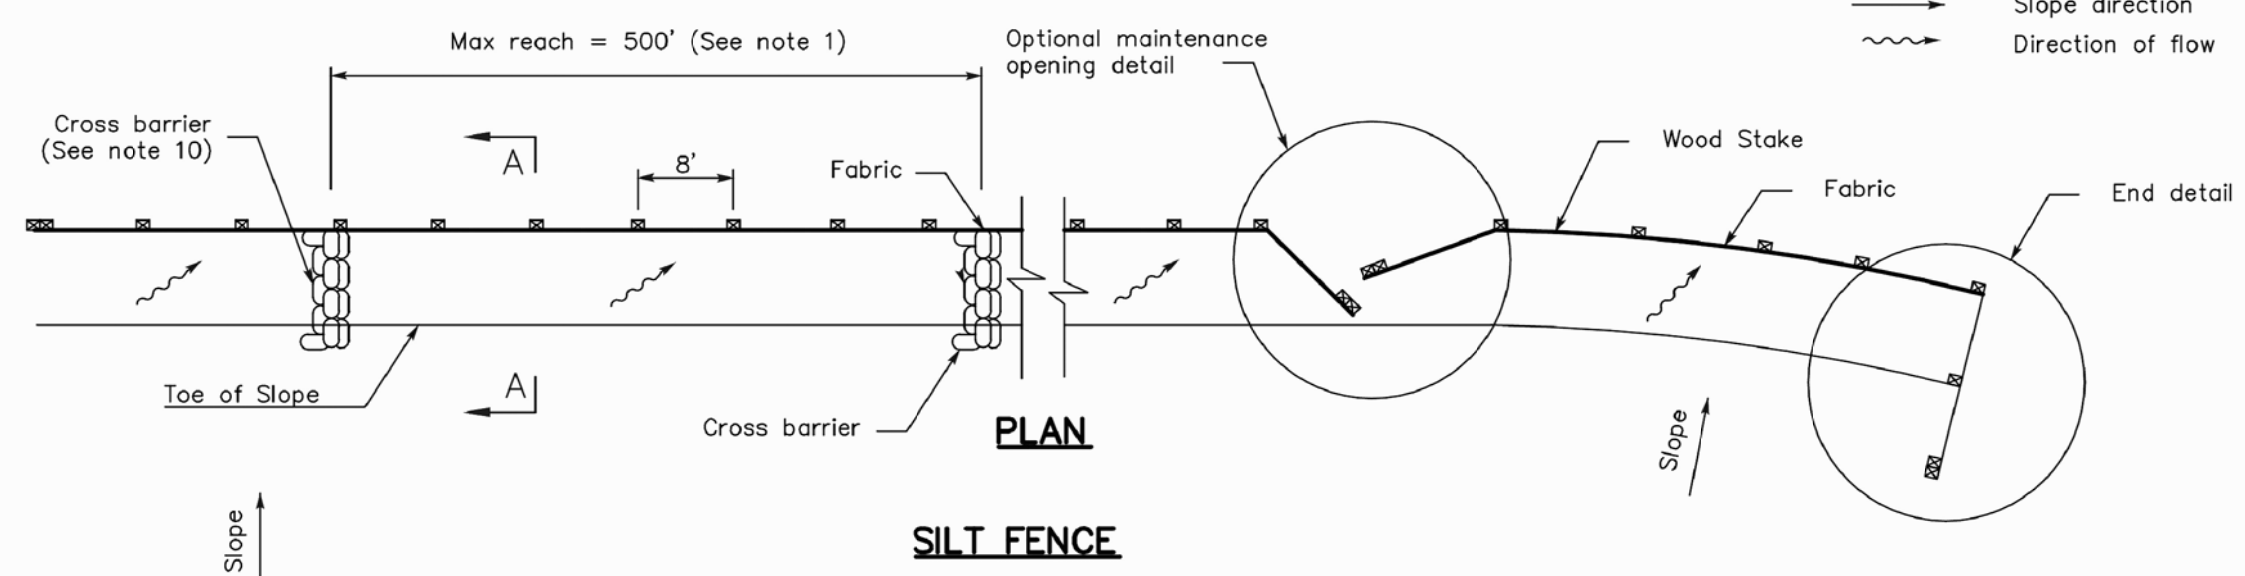 Slope direction
Direction of flow
Max reach = 500' (See note 1)
Optional maintenance
opening detail
Cross barrier
(See note 10)
A
8'
Fabric
Wood Stake
Fabric
End detail
Toe of Slope
A
Cross barrier
PLAN
Slope
Slope
SILT FENCE